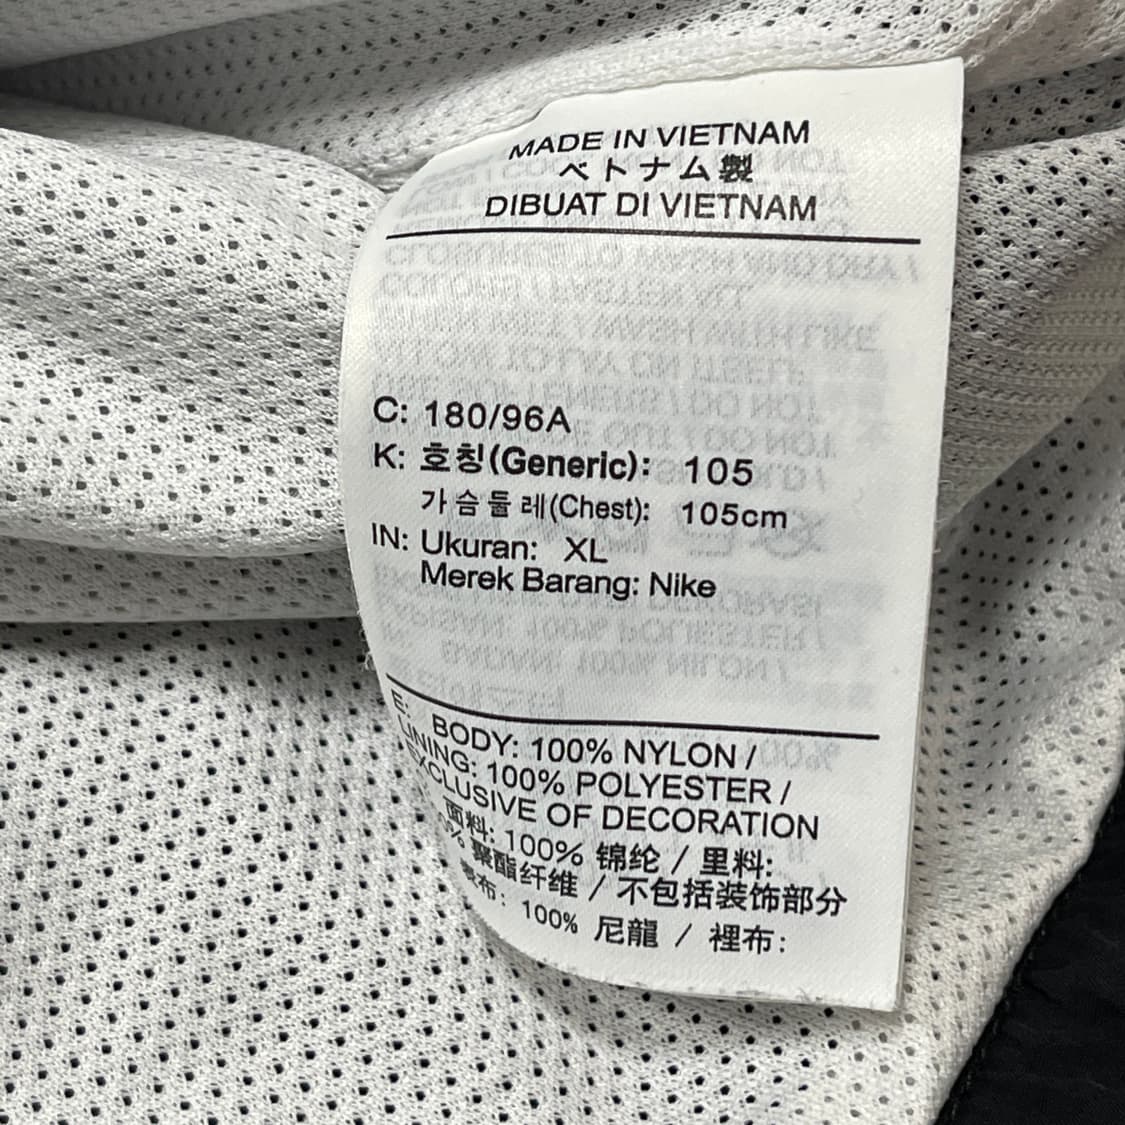 MADE IN VIETNAM
ベトナム製
DIBUAT DI VIETNAM
C: 180/96A
K: 호칭(Generic): 105
가슴둘레(Chest): 105cm
IN: Ukuran: XL
Merek Barang: Nike
E: BODY: 100% NYLON /
LINING: 100% POLYESTER /
EXCLUSIVE OF DECORATION
面料: 100% 锦纶 / 里料:
% 聚酯纤维 / 不包括装饰部分
表布: 100% 尼龍 / 裡布: